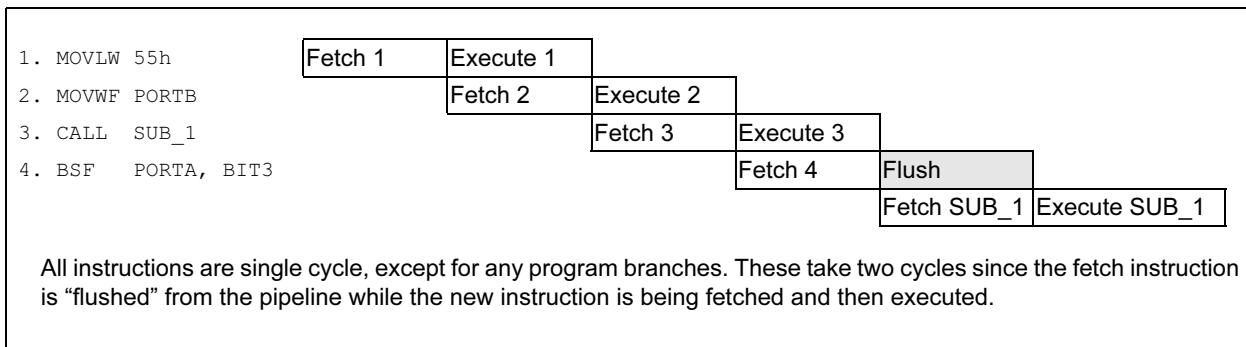 1. MOVLW 55h Fetch 1 Execute 1
2. MOVWF PORTB Fetch 2 Execute 2
3. CALL SUB_1 Fetch 3 Execute 3
4. BSF PORTA, BIT3 Fetch 4 Flush
Fetch SUB_1 Execute SUB_1
All instructions are single cycle, except for any program branches. These take two cycles since the fetch instruction
is “flushed” from the pipeline while the new instruction is being fetched and then executed.